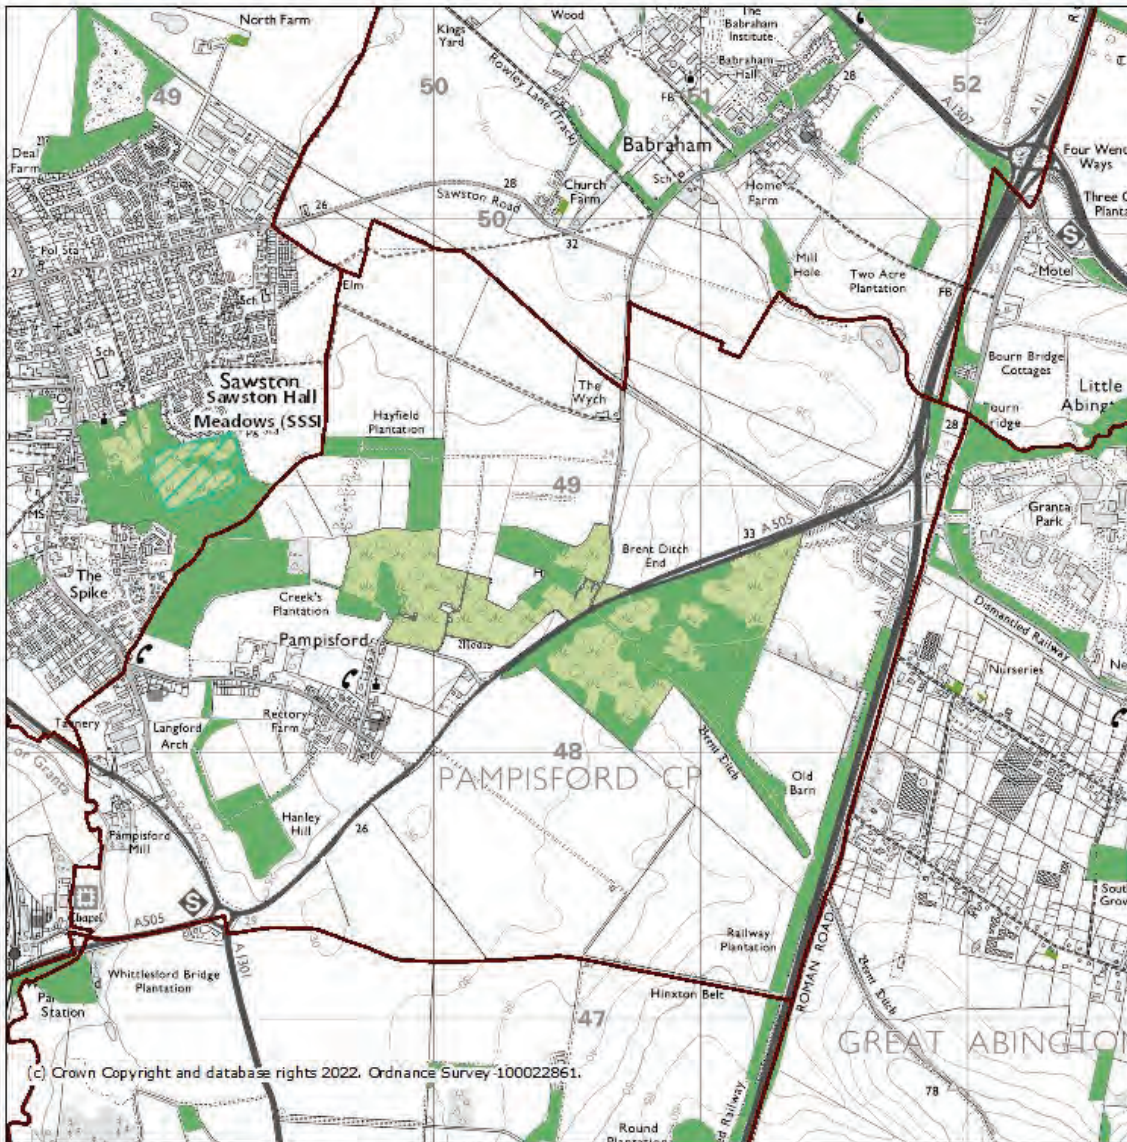 North Farm
Wood
The
Babraham
Institute
Kings
Yard
Babraham
Hall
28
A11
49
50
51
52
Rowley Lane (Track)
FB
A1307
Deal
Farm
Babraham
Four Went
Ways
Sch
28
Church
Farm
Home
Farm
26
Sawston Road
Three
50
32
S
Pol Sta
24
Mill
Hole
Two Acre
Plantation
Motel
27
Elm
FB
Sch
Sch
Bourn Bridge
Cottages
Sawston
Sawston Hall
Meadows (SSSI)
The
Wych
Little
Hayfield
Plantation
28
24
49
MS
33
A505
Granta
Park
Brent Ditch
End
The
Spike
Creek's
Plantation
A11
Dismantled Railway
Pampisford
Nurseries
Tannery
Langford
Arch
Rectory
Farm
48
Brent Ditch
or Granta
PAMPISFORD CP
Old
Barn
Hanley
Hill
26
Pampisford
Mill
S
A505
29
Chapel
Railway
Plantation
A1301
ROMAN ROAD
Whittlesford Bridge
Plantation
Station
Hinxton Belt
Brent Ditch
47
GREAT ABINGTON
(c) Crown Copyright and database rights 2022. Ordnance Survey 100022861.
78
Round